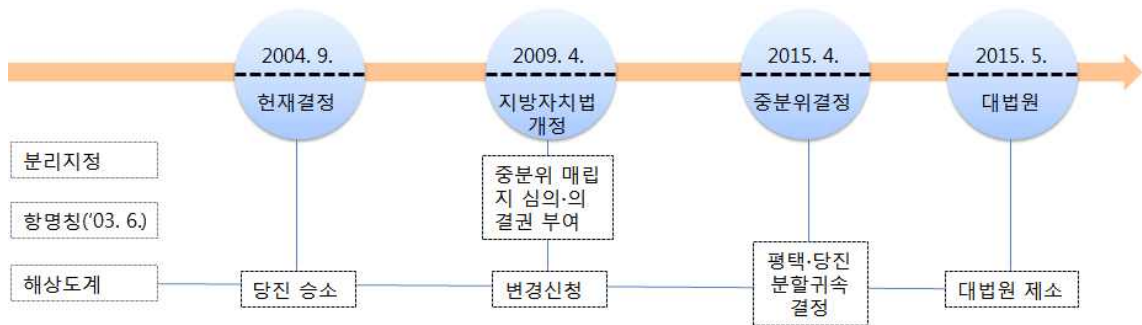 2004. 9.
헌재결정
2009. 4.
지방자치법
개정
2015. 4.
중분위결정
2015. 5.
대법원
분리지정
중분위 매립
지 심의·의
결권 부여
항명칭('03. 6.)
해상도계
당진 승소
변경신청
평택·당진
분할귀속
결정
대법원 제소